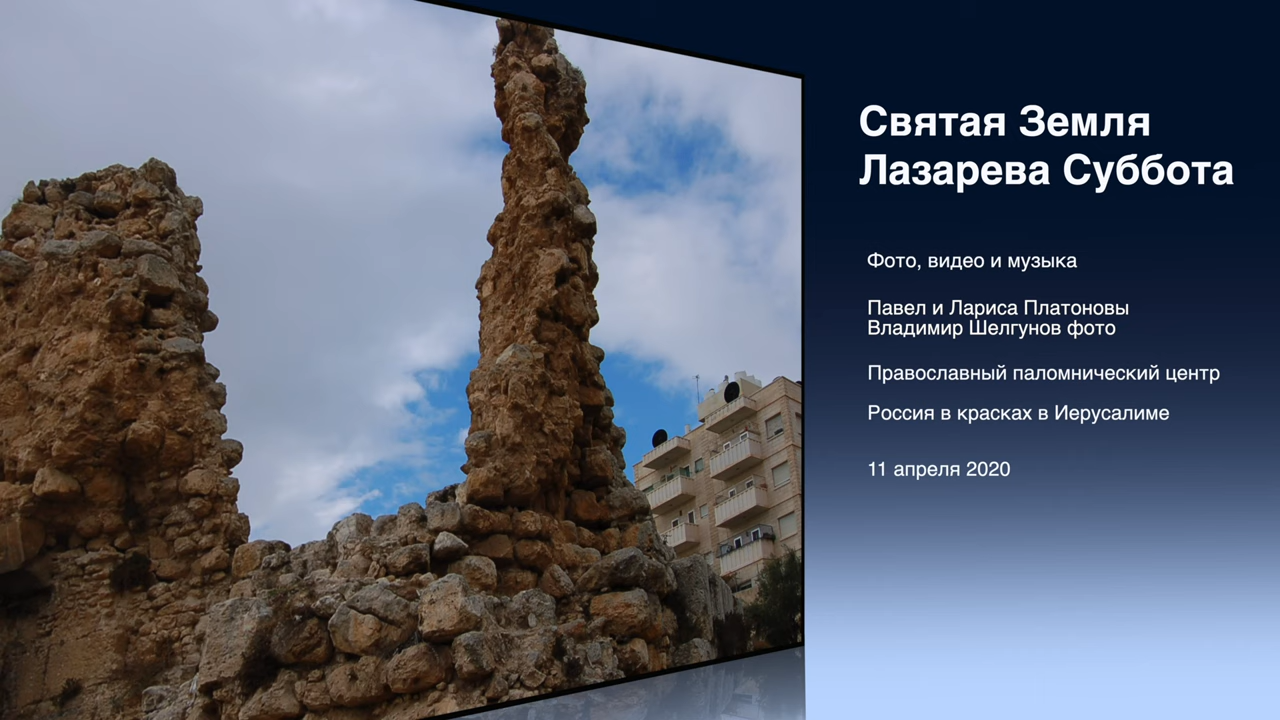 Святая Земля
Лазарева Суббота
Фото, видео и музыка
Павел и Лариса Платоновы
Владимир Шелгунов фото
Православный паломнический центр
Россия в красках в Иерусалиме
11 апреля 2020